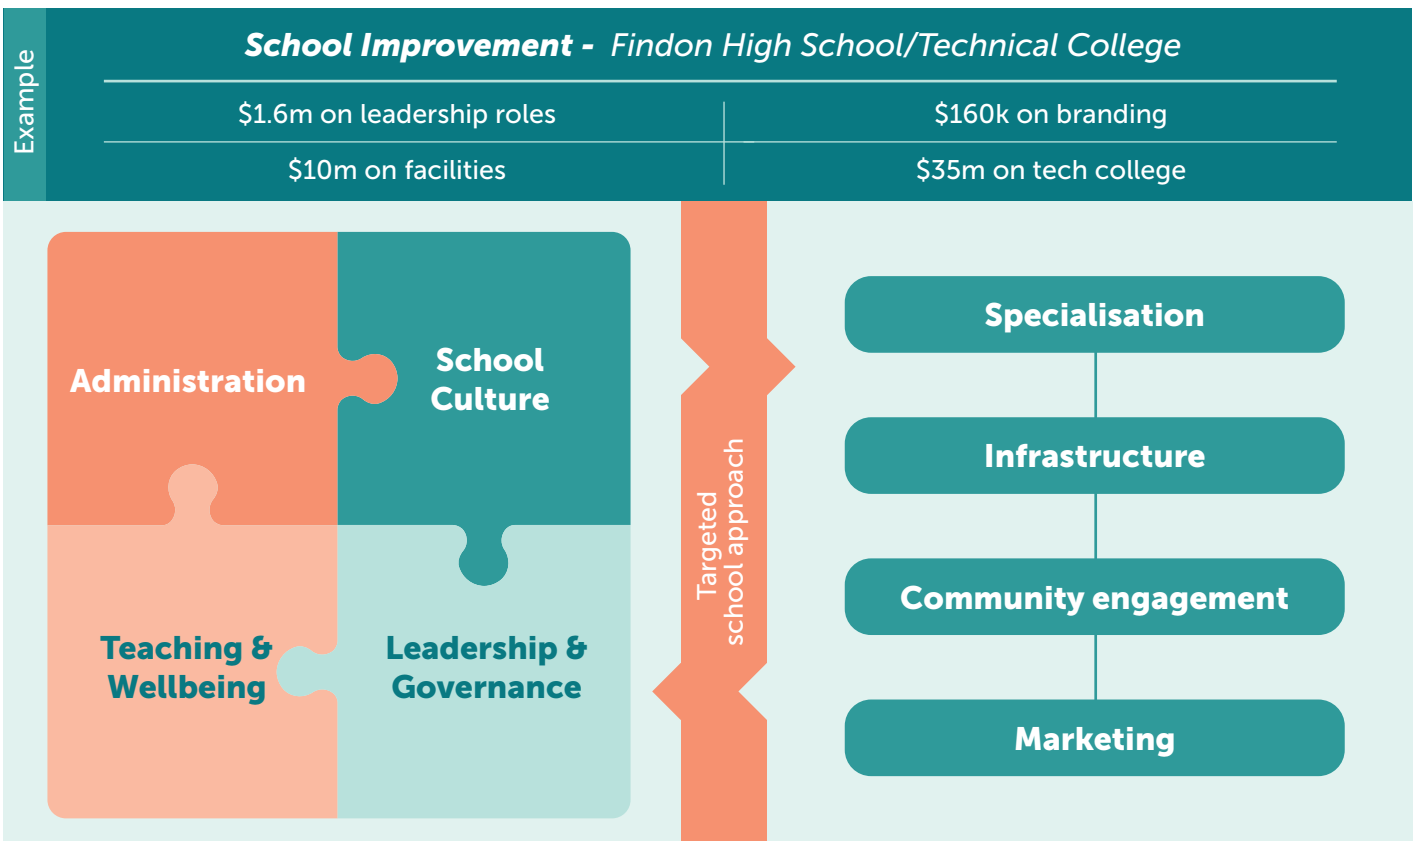 Example
School Improvement - Findon High School/Technical College
$1.6m on leadership roles
$160k on branding
$10m on facilities
$35m on tech college
Administration
School
Culture
Teaching &
Wellbeing
Leadership &
Governance
Targeted
school approach
Specialisation
Infrastructure
Community engagement
Marketing